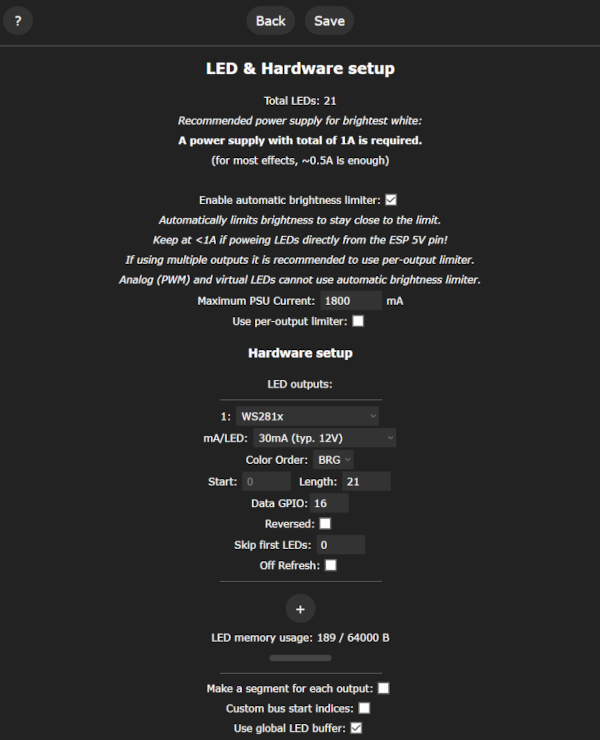 ?
Back
Save
LED & Hardware setup
Total LEDs: 21
Recommended power supply for brightest white:
A power supply with total of 1A is required.
(for most effects, ~0.5A is enough)
Enable automatic brightness limiter:
Automatically limits brightness to stay close to the limit.
Keep at <1A if poweing LEDs directly from the ESP 5V pin!
If using multiple outputs it is recommended to use per-output limiter.
Analog (PWM) and virtual LEDs cannot use automatic brightness limiter.
Maximum PSU Current: 1800 mA
Use per-output limiter:
Hardware setup
LED outputs:
1: WS281x
mA/LED: 30mA (typ. 12V)
Color Order: BRG
Start: 0 Length: 21
Data GPIO: 16
Reversed:
Skip first LEDs: 0
Off Refresh:
+
LED memory usage: 189 / 64000 B
Make a segment for each output:
Custom bus start indices:
Use global LED buffer: